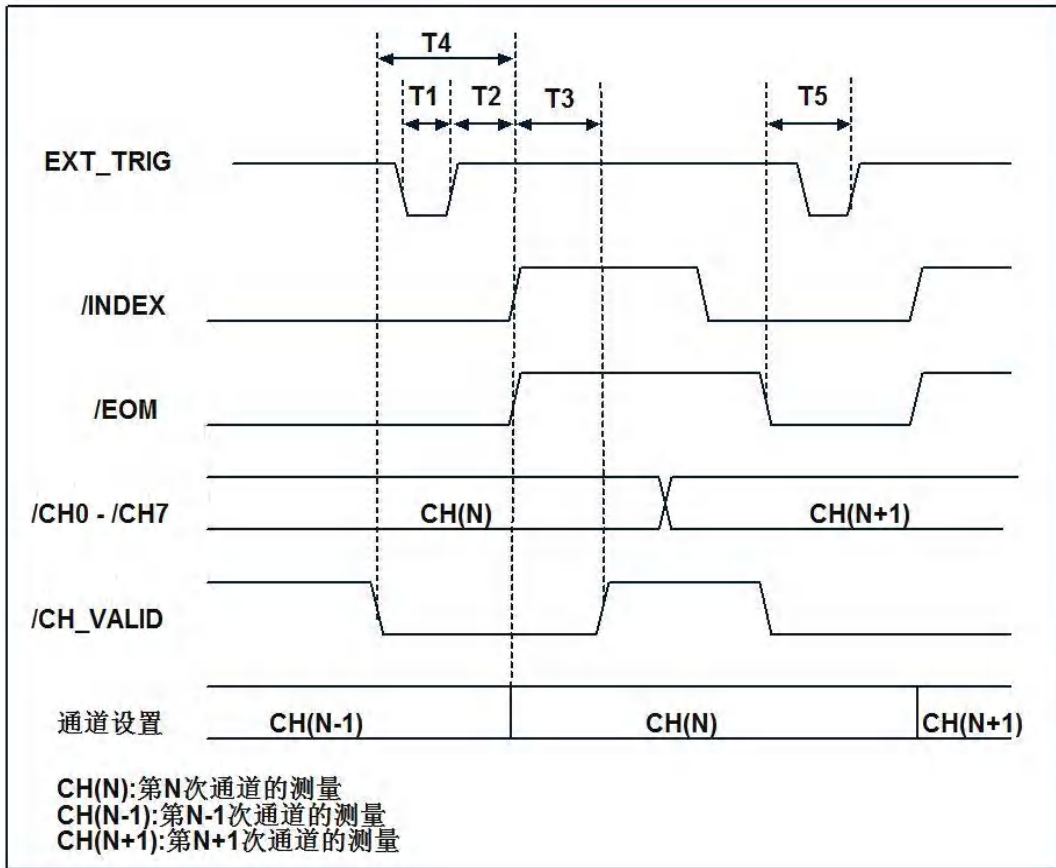 T4
T1 T2 T3 T5
EXT_TRIG
/INDEX
/EOM
/CH0 - /CH7 CH(N) CH(N+1)
/CH_VALID
通道设置 CH(N-1) CH(N) CH(N+1)
CH(N):第N次通道的测量
CH(N-1):第N-1次通道的测量
CH(N+1):第N+1次通道的测量